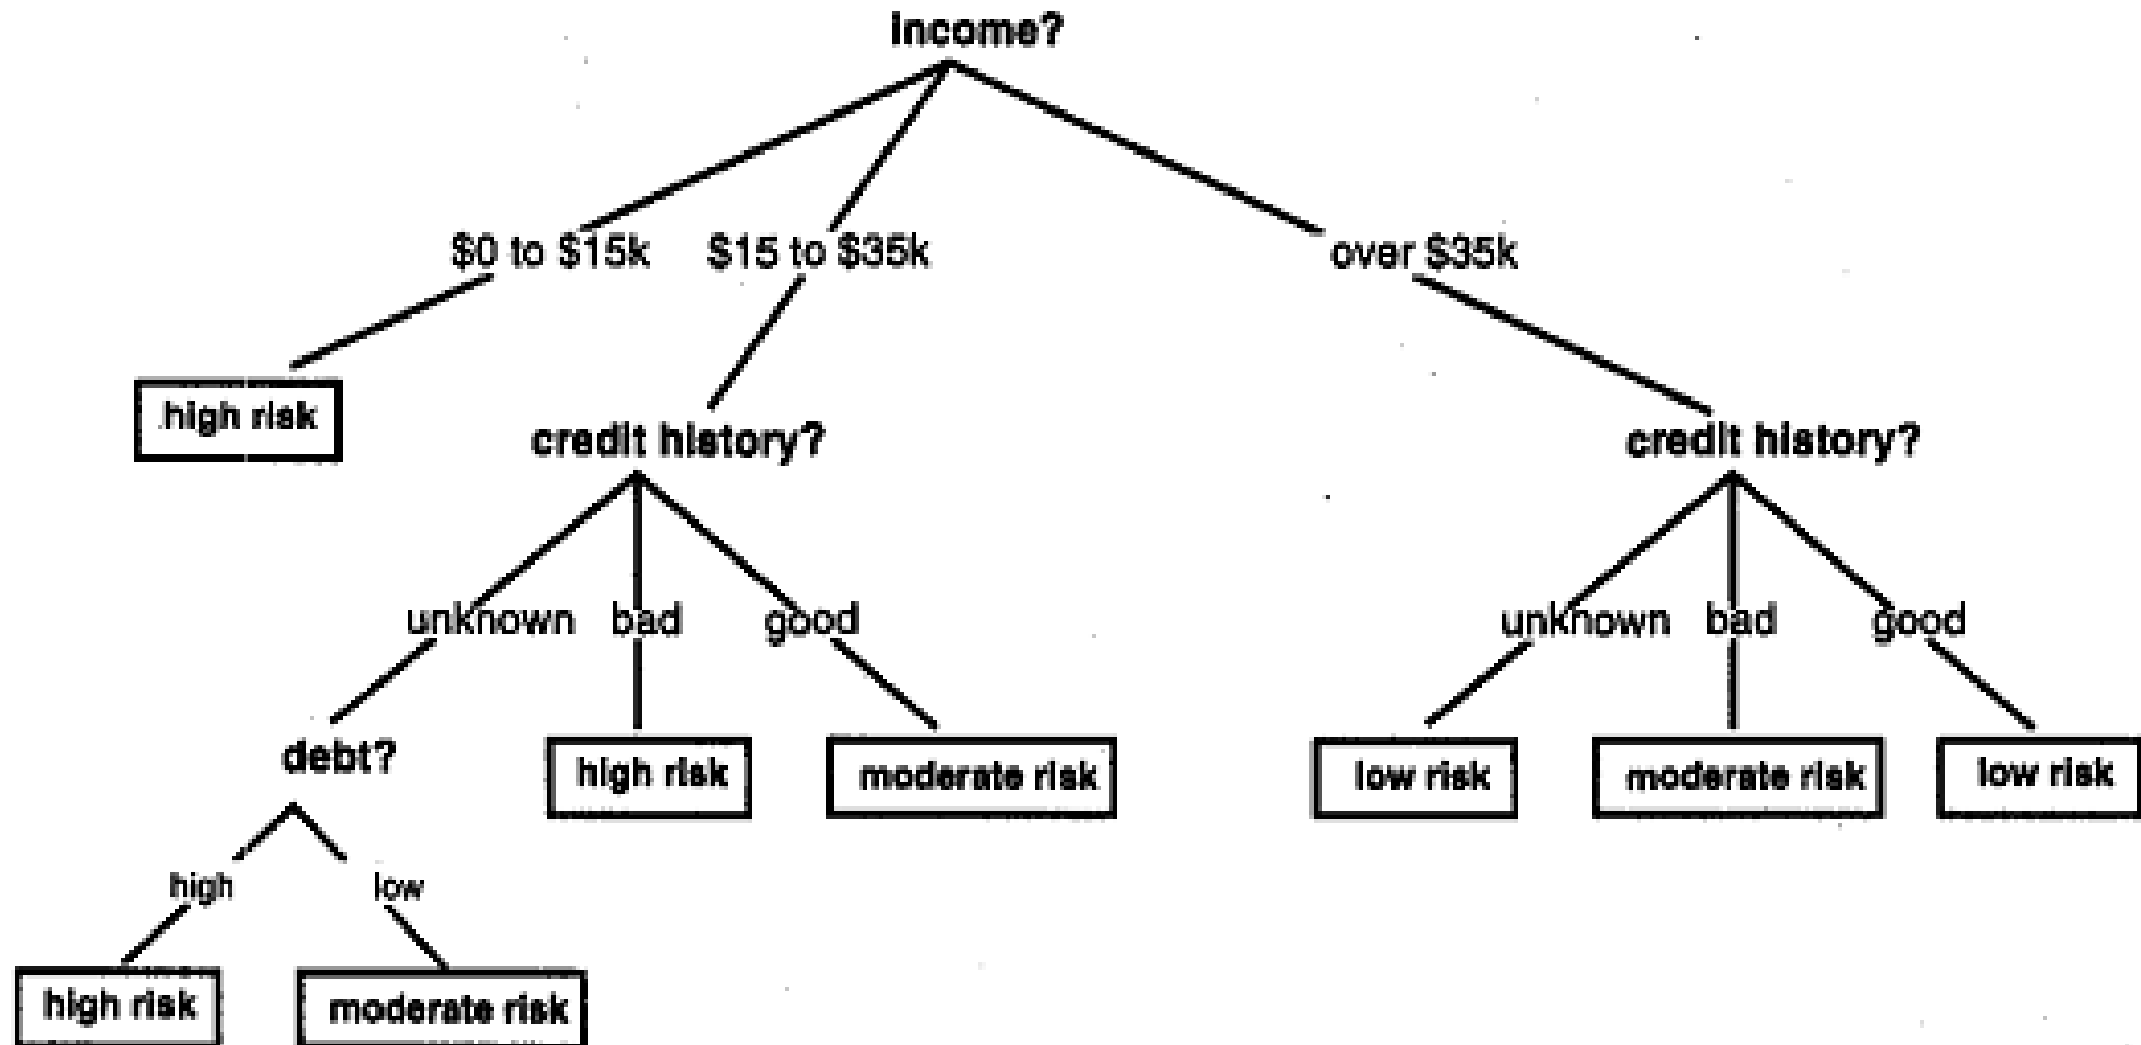 income?
$0 to $15k
$15 to $35k
over $35k
high risk
credit history?
credit history?
unknown
bad
good
unknown
bad
good
debt?
high risk
moderate risk
low risk
moderate risk
low risk
high
low
high risk
moderate risk